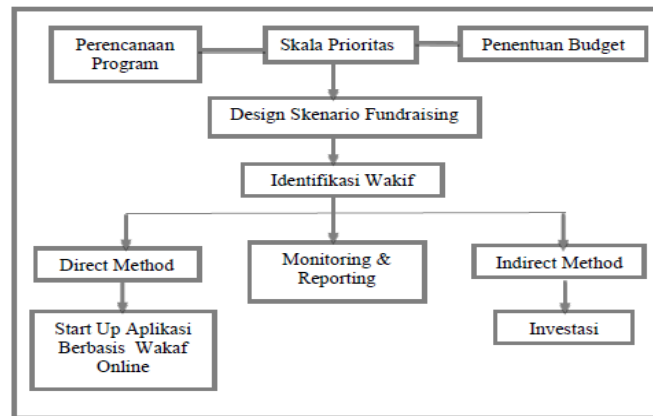 Perencanaan
Program
Skala Prioritas
Penentuan Budget
Design Skenario Fundraising
Identifikasi Wakif
Direct Method
Monitoring &
Reporting
Indirect Method
Start Up Aplikasi
Berbasis Wakaf
Online
Investasi